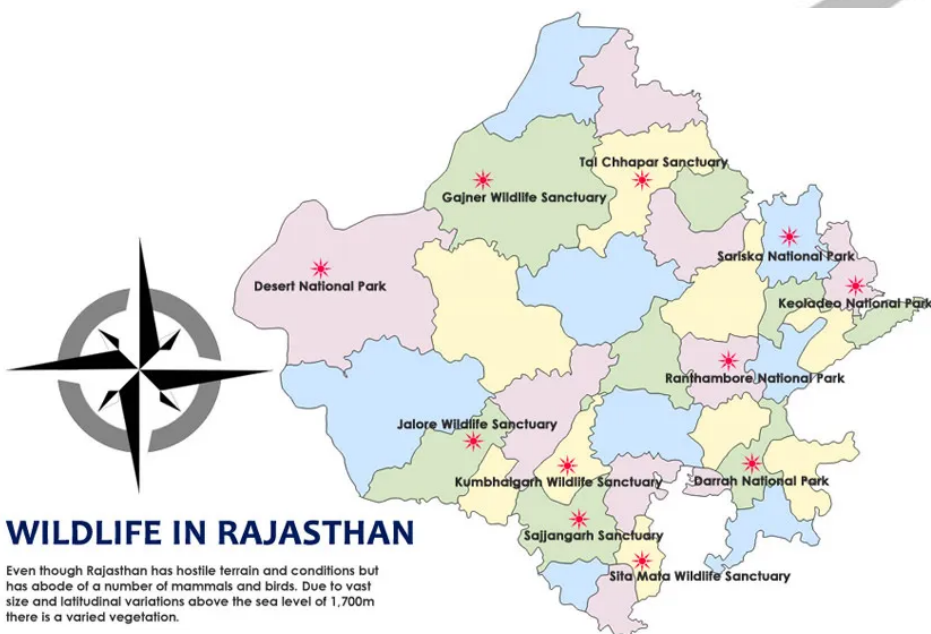 Tal Chhapar Sanctuary
Gajner Wildlife Sanctuary
Sariska National Park
Desert National Park
Keoladeo National Park
Ranthambore National Park
Jalore Wildlife Sanctuary
Kumbhalgarh Wildlife Sanctuary
Darrah National Park
Sajjangarh Sanctuary
Sita Mata Wildlife Sanctuary
WILDLIFE IN RAJASTHAN
Even though Rajasthan has hostile terrain and conditions but
has abode of a number of mammals and birds. Due to vast
size and latitudinal variations above the sea level of 1,700m
there is a varied vegetation.